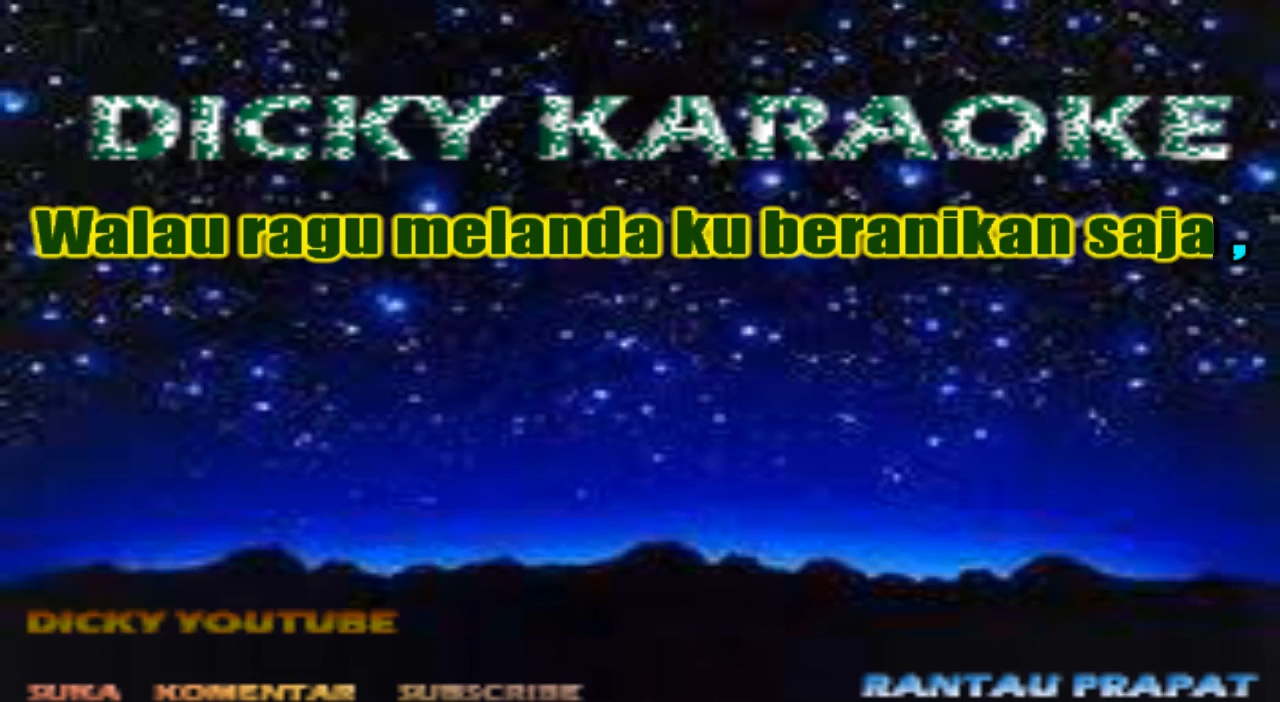 DICKY KARAOKE
Walau ragu melanda ku beranikan saja ,
DICKY YOUTUBE
SUKA KOMENTAR SUBSCRIBE
RANTAU PRAPAT